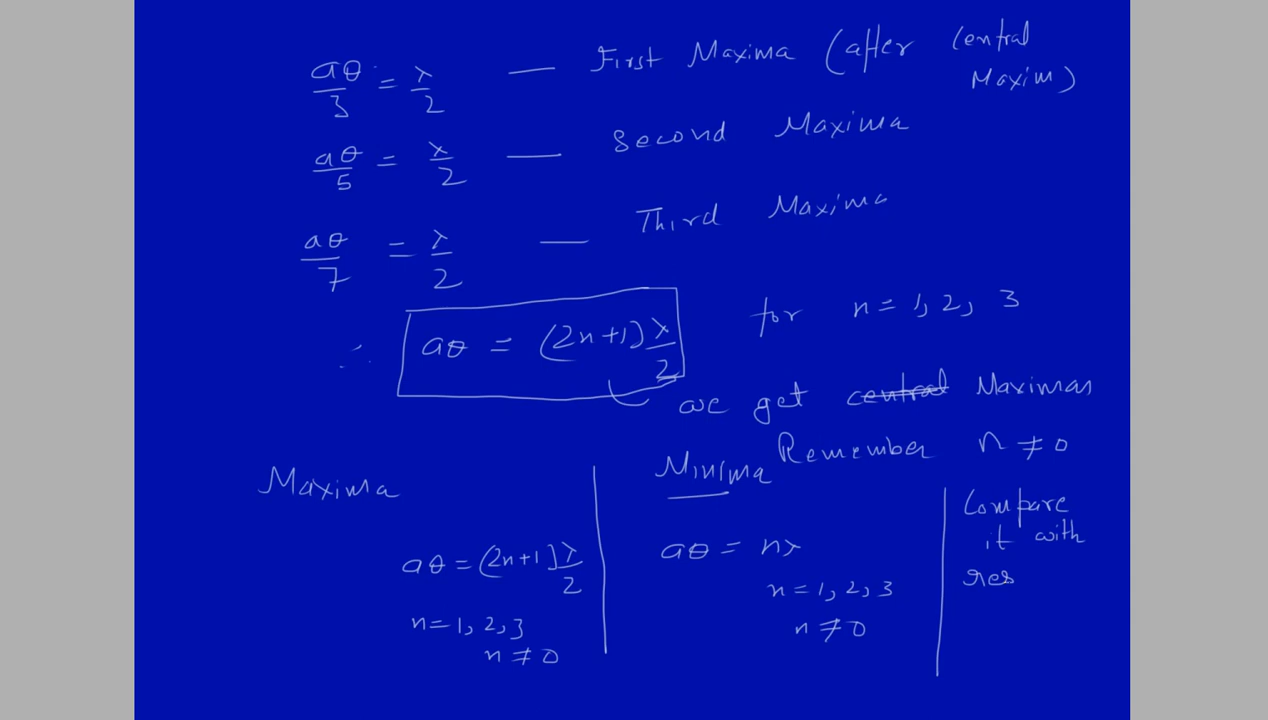 aθ/3 = λ/2 — First Maxima (after Central Maxim)
aθ/5 = λ/2 — Second Maxima
aθ/7 = λ/2 — Third Maxima
∴ aθ = (2n+1) λ/2 for n = 1, 2, 3
we get central Maximas
Remember n ≠ 0
Maxima
aθ = (2n+1) λ/2
n = 1, 2, 3
n ≠ 0
Minima
aθ = nλ
n = 1, 2, 3
n ≠ 0
Compare
it with
res